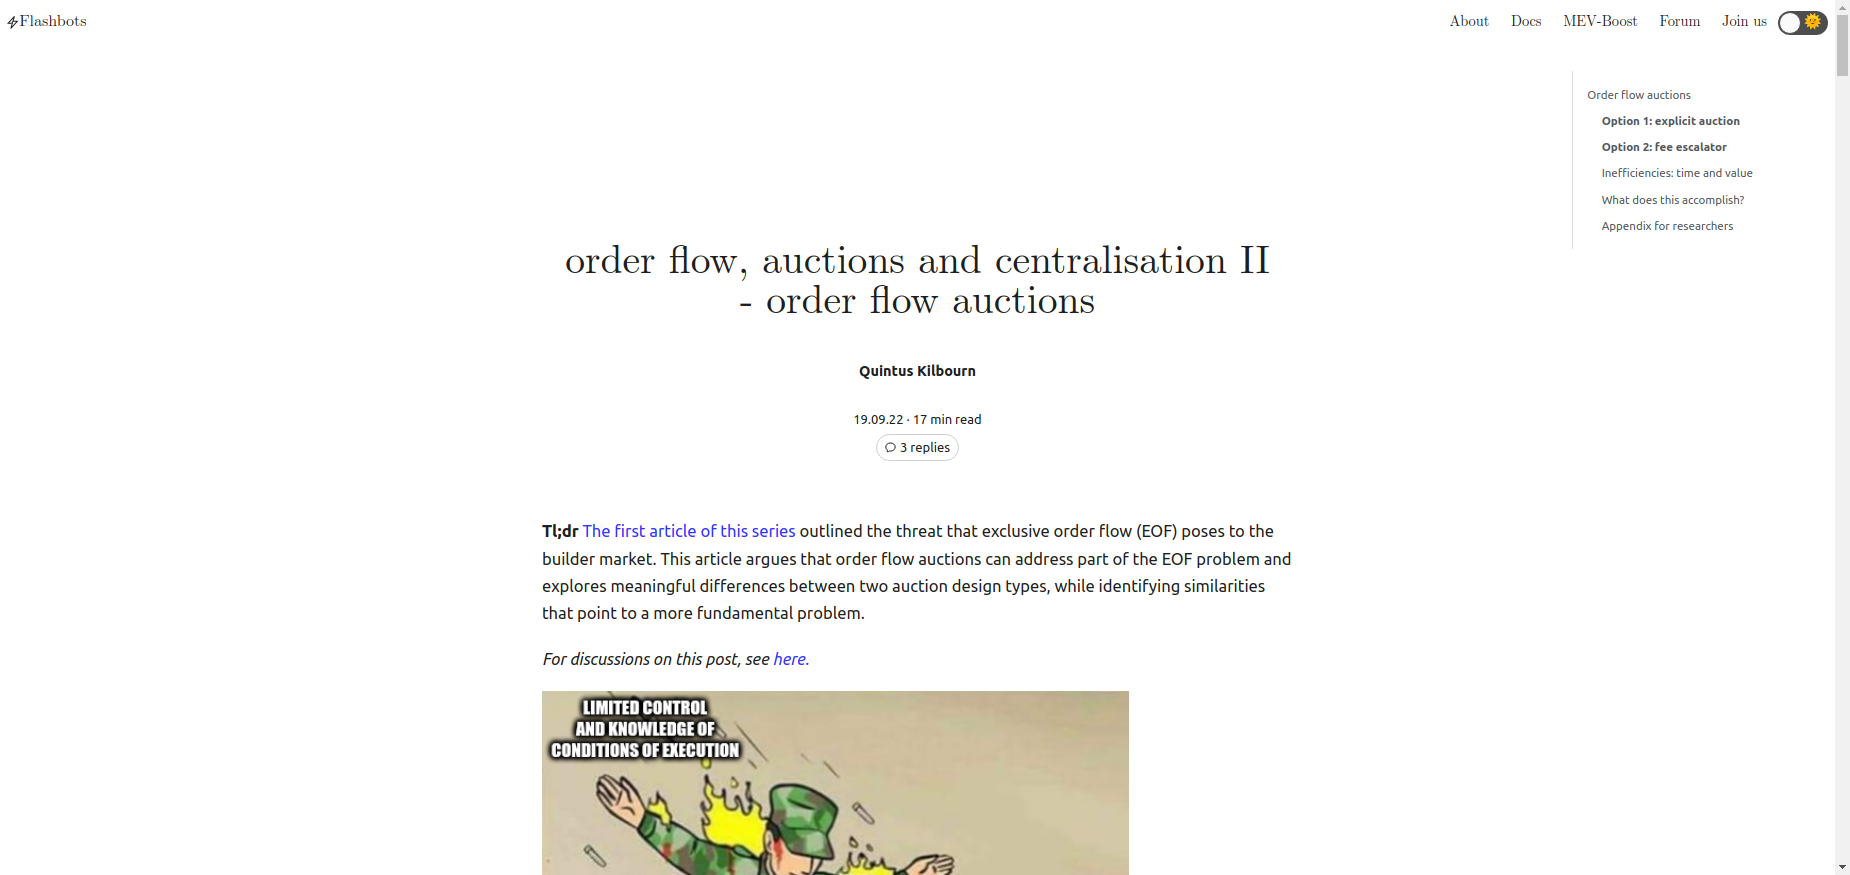 Flashbots
About
Docs
MEV-Boost
Forum
Join us
Order flow auctions
Option 1: explicit auction
Option 2: fee escalator
Inefficiencies: time and value
What does this accomplish?
Appendix for researchers
order flow, auctions and centralisation II
- order flow auctions
Quintus Kilbourn
19.09.22 · 17 min read
3 replies
Tl;dr The first article of this series outlined the threat that exclusive order flow (EOF) poses to the
builder market. This article argues that order flow auctions can address part of the EOF problem and
explores meaningful differences between two auction design types, while identifying similarities
that point to a more fundamental problem.
For discussions on this post, see here.
LIMITED CONTROL
AND KNOWLEDGE OF
CONDITIONS OF EXECUTION